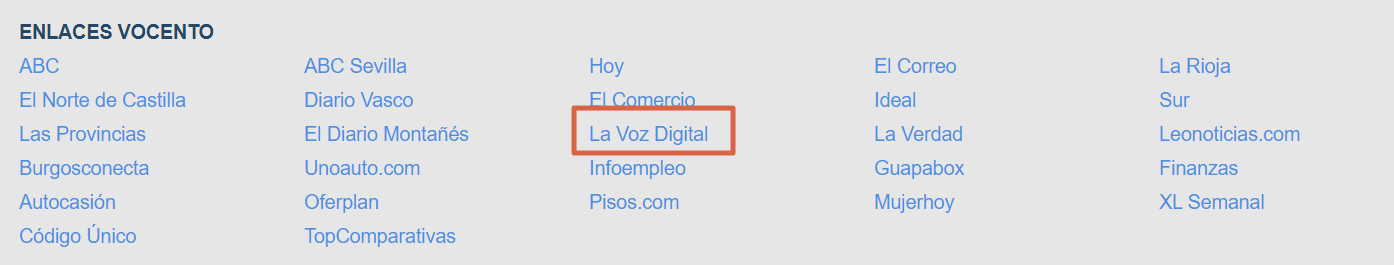 ENLACES VOCENTO
ABC ABC Sevilla Hoy El Correo La Rioja
El Norte de Castilla Diario Vasco El Comercio Ideal Sur
Las Provincias El Diario Montañés La Voz Digital La Verdad Leonoticias.com
Burgosconecta Unoauto.com Infoempleo Guapabox Finanzas
Autocasión Oferplan Pisos.com Mujerhoy XL Semanal
Código Único TopComparativas